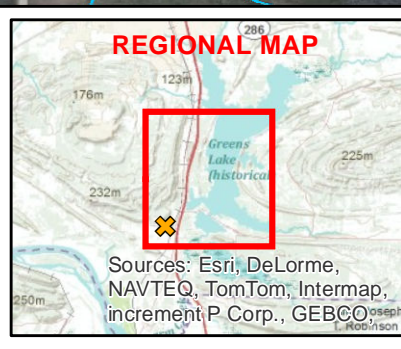 286
REGIONAL MAP
123m
176m
Greens
Lake
(historical
225m
232m
Sources: Esri, DeLorme,
NAVTEQ, TomTom, Intermap,
250m
increment P Corp., GEBCO,
Joseph
T. Robinson